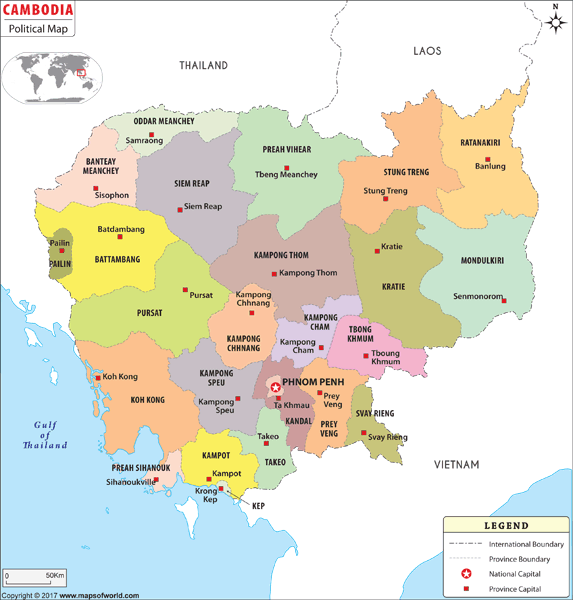 CAMBODIA
Political Map
THAILAND
LAOS
ODDAR MEANCHEY
Samraong
BANTEAY
MEANCHEY
Sisophon
SIEM REAP
Siem Reap
PREAH VIHEAR
Tbeng Meanchey
STUNG TRENG
Stung Treng
RATANAKIRI
Banlung
Batdambang
BATTAMBANG
Pailin
PAILIN
KAMPONG THOM
Kampong Thom
Kratie
KRATIE
MONDULKIRI
Senmonorom
PURSAT
Pursat
Kampong
Chhnang
KAMPONG
CHHNANG
KAMPONG
CHAM
Kampong
Cham
TBONG
KHMUM
Tboung
Khmum
Koh Kong
KOH KONG
KAMPONG
SPEU
Kampong
Speu
PHNOM PENH
Ta Khmau
KANDAL
Prey
Veng
PREY
VENG
SVAY RIENG
Svay Rieng
Gulf
of
Thailand
Takeo
TAKEO
PREAH SIHANOUK
Sihanoukville
KAMPOT
Kampot
Krong
Kep
KEP
VIETNAM
LEGEND
International Boundary
Province Boundary
National Capital
Province Capital
0 50Km
Copyright © 2017 www.mapsofworld.com